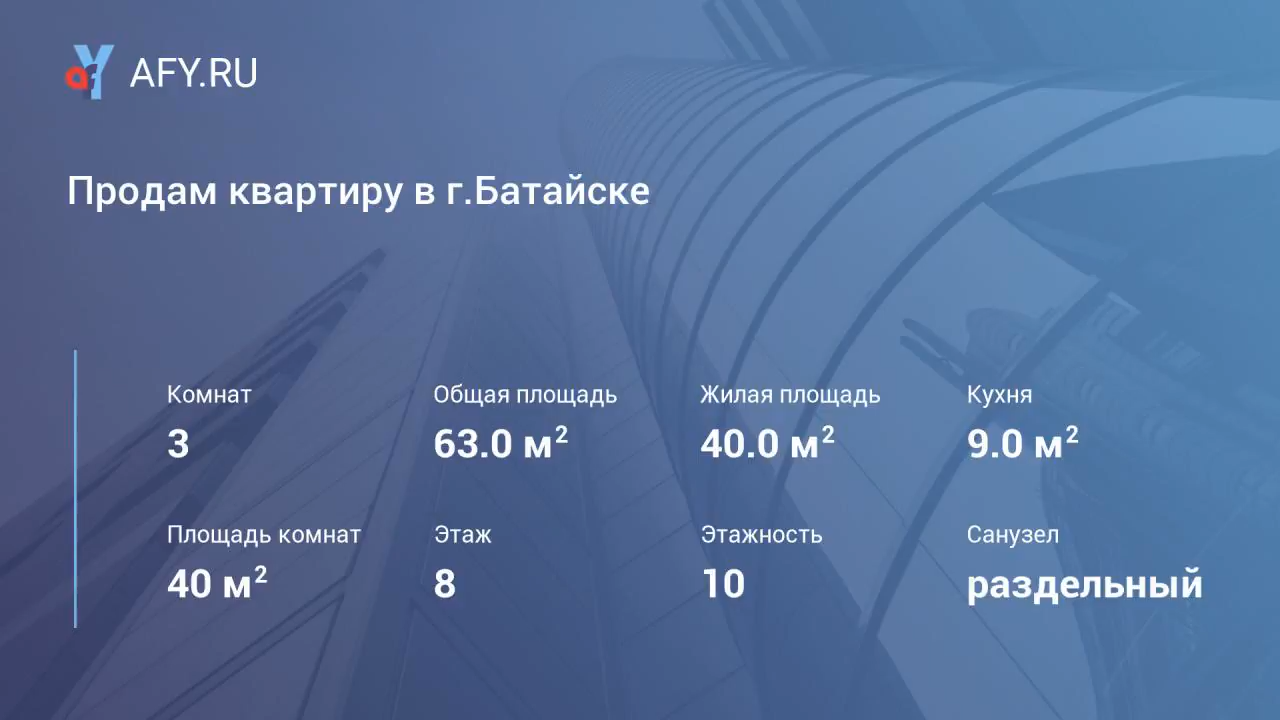 AFY.RU
Продам квартиру в г.Батайске
Комнат
3
Общая площадь
63.0 м²
Жилая площадь
40.0 м²
Кухня
9.0 м²
Площадь комнат
40 м²
Этаж
8
Этажность
10
Санузел
раздельный